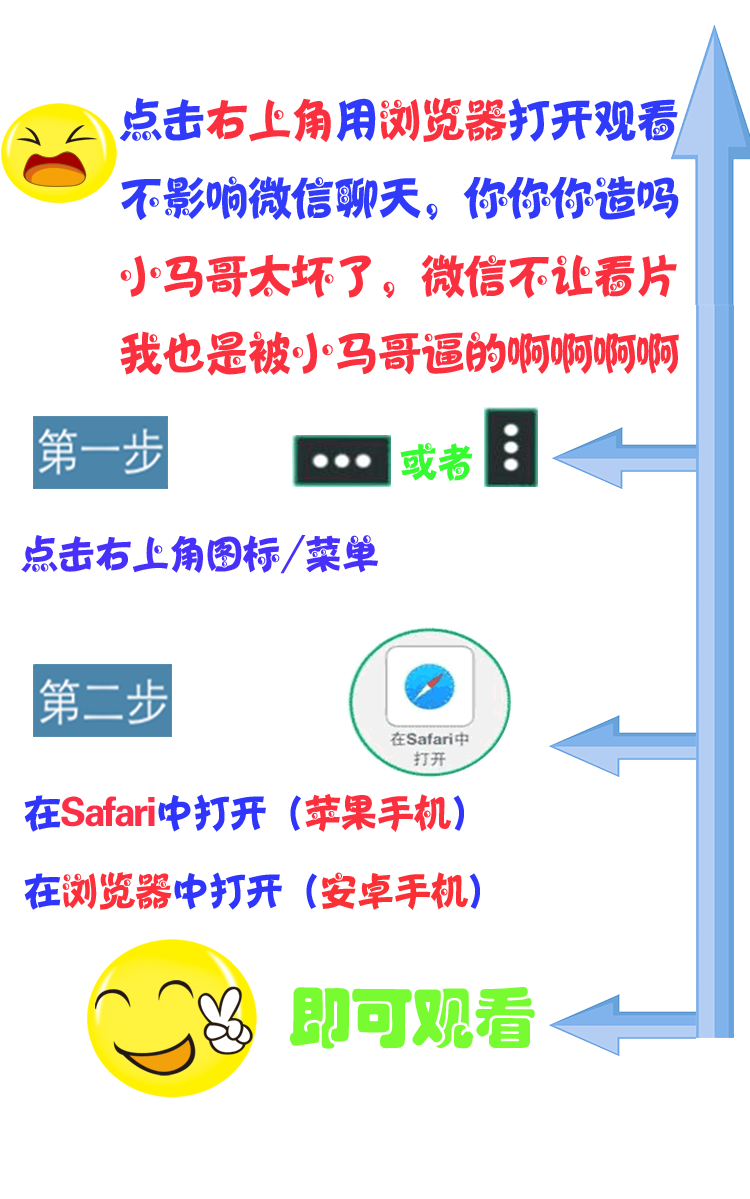 点击右上角用浏览器打开观看
不影响微信聊天，你你你造吗
小马哥太坏了，微信不让看片
我也是被小马哥逼的啊啊啊啊
第一步
或者
点击右上角图标/菜单
第二步
在Safari中
打开
在Safari中打开（苹果手机）
在浏览器中打开（安卓手机）
即可观看